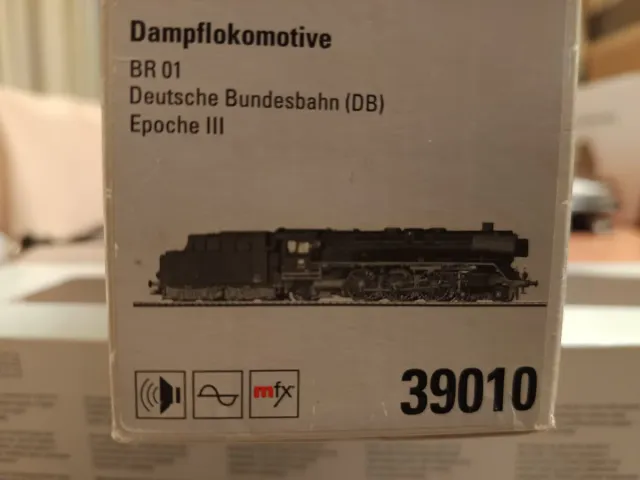 Dampflokomotive
BR 01
Deutsche Bundesbahn (DB)
Epoche III
mfx
39010